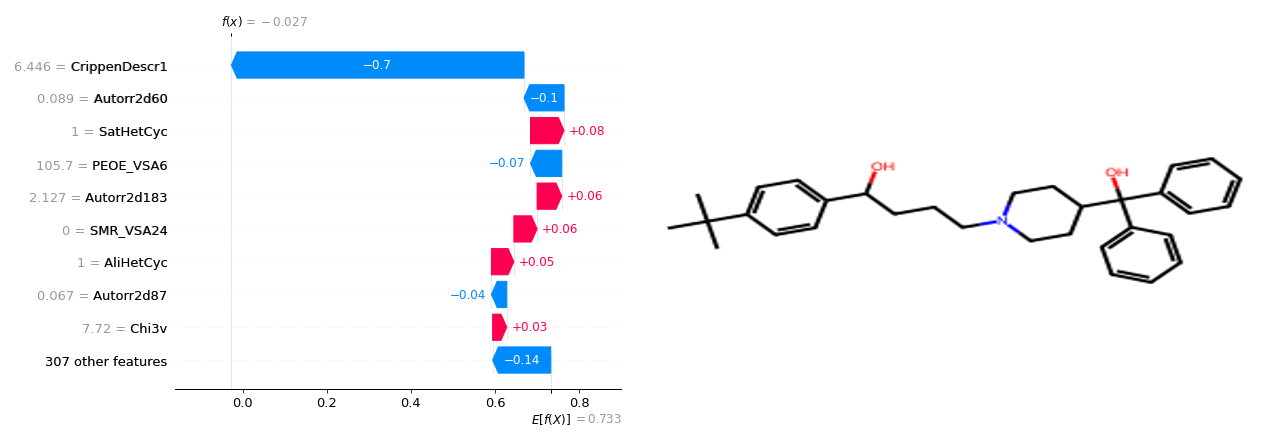 f(x) = −0.027
6.446 = CrippenDescr1
−0.7
0.089 = Autorr2d60
−0.1
1 = SatHetCyc
+0.08
105.7 = PEOE_VSA6
−0.07
2.127 = Autorr2d183
+0.06
0 = SMR_VSA24
+0.06
1 = AliHetCyc
+0.05
0.067 = Autorr2d87
−0.04
7.72 = Chi3v
+0.03
307 other features
−0.14
0.0 0.2 0.4 0.6 0.8
E[f(X)] = 0.733
OH
OH
N